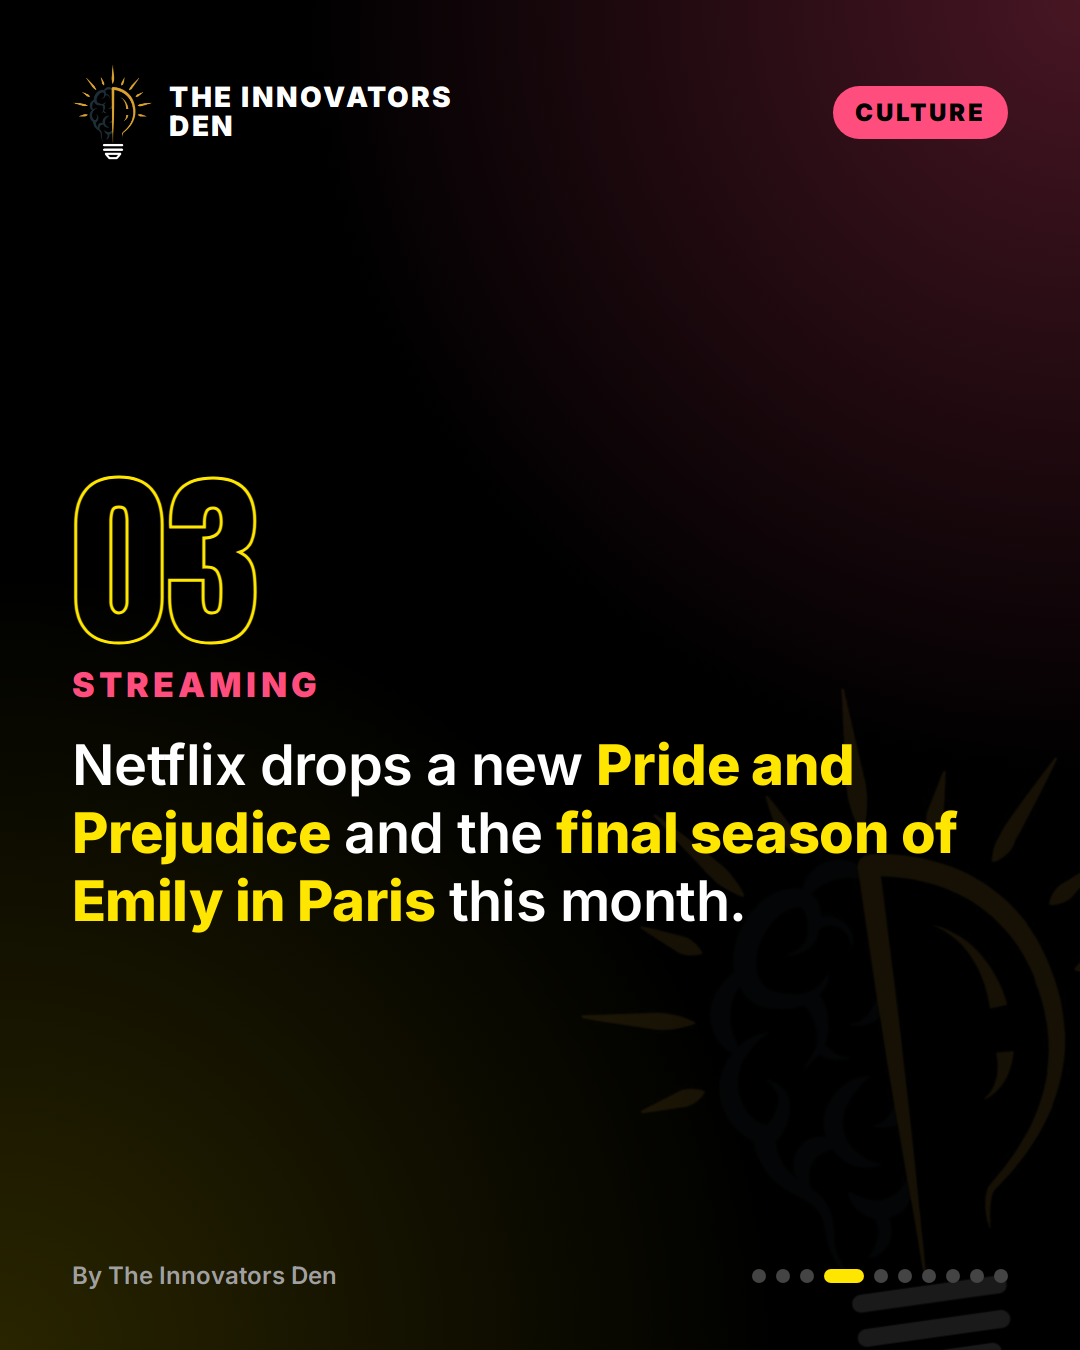 THE INNOVATORS
DEN
CULTURE
03
STREAMING
Netflix drops a new Pride and
Prejudice and the final season of
Emily in Paris this month.
By The Innovators Den